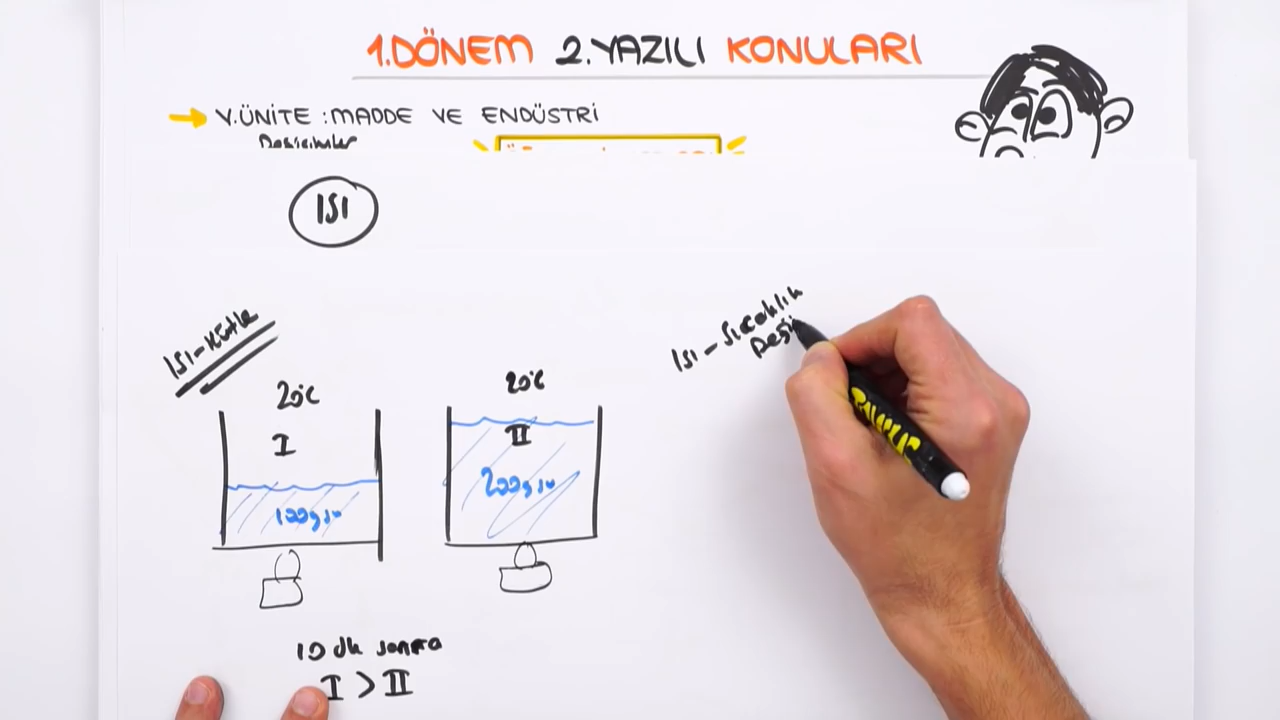 1.DÖNEM 2.YAZILI KONULARI
V.ÜNİTE : MADDE VE ENDÜSTRİ
ISI
ISI-Kütle
20°C
I
100g su
20°C
II
200g su
10 dk sonra
I > II
ISI - Sıcaklık
Deği